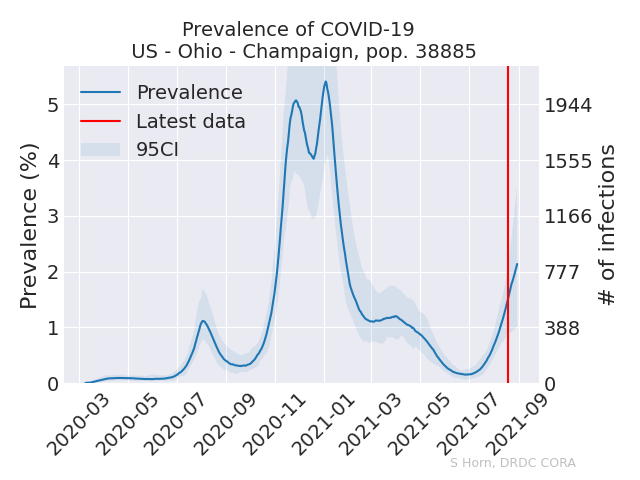 Prevalence of COVID-19
US - Ohio - Champaign, pop. 38885
Prevalence
Latest data
95CI
Prevalence (%)
5
4
3
2
1
0
1944
1555
1166
777
388
0
# of infections
2020-03
2020-05
2020-07
2020-09
2020-11
2021-01
2021-03
2021-05
2021-07
2021-09
S Horn, DRDC CORA